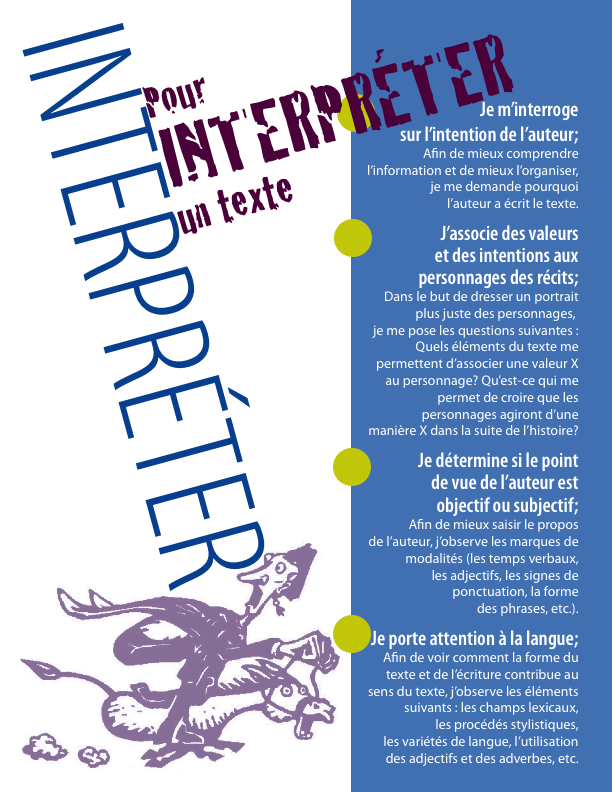 INTERPRÉTER
Pour
INTERPRÉTER
un texte
Je m'interroge
sur l'intention de l'auteur;
Afin de mieux comprendre
l'information et de mieux l'organiser,
je me demande pourquoi
l'auteur a écrit le texte.
J'associe des valeurs
et des intentions aux
personnages des récits;
Dans le but de dresser un portrait
plus juste des personnages,
je me pose les questions suivantes :
Quels éléments du texte me
permettent d'associer une valeur X
au personnage? Qu'est-ce qui me
permet de croire que les
personnages agiront d'une
manière X dans la suite de l'histoire?
Je détermine si le point
de vue de l'auteur est
objectif ou subjectif;
Afin de mieux saisir le propos
de l'auteur, j'observe les marques de
modalités (les temps verbaux,
les adjectifs, les signes de
ponctuation, la forme
des phrases, etc.).
Je porte attention à la langue;
Afin de voir comment la forme du
texte et de l'écriture contribue au
sens du texte, j'observe les éléments
suivants : les champs lexicaux,
les procédés stylistiques,
les variétés de langue, l'utilisation
des adjectifs et des adverbes, etc.